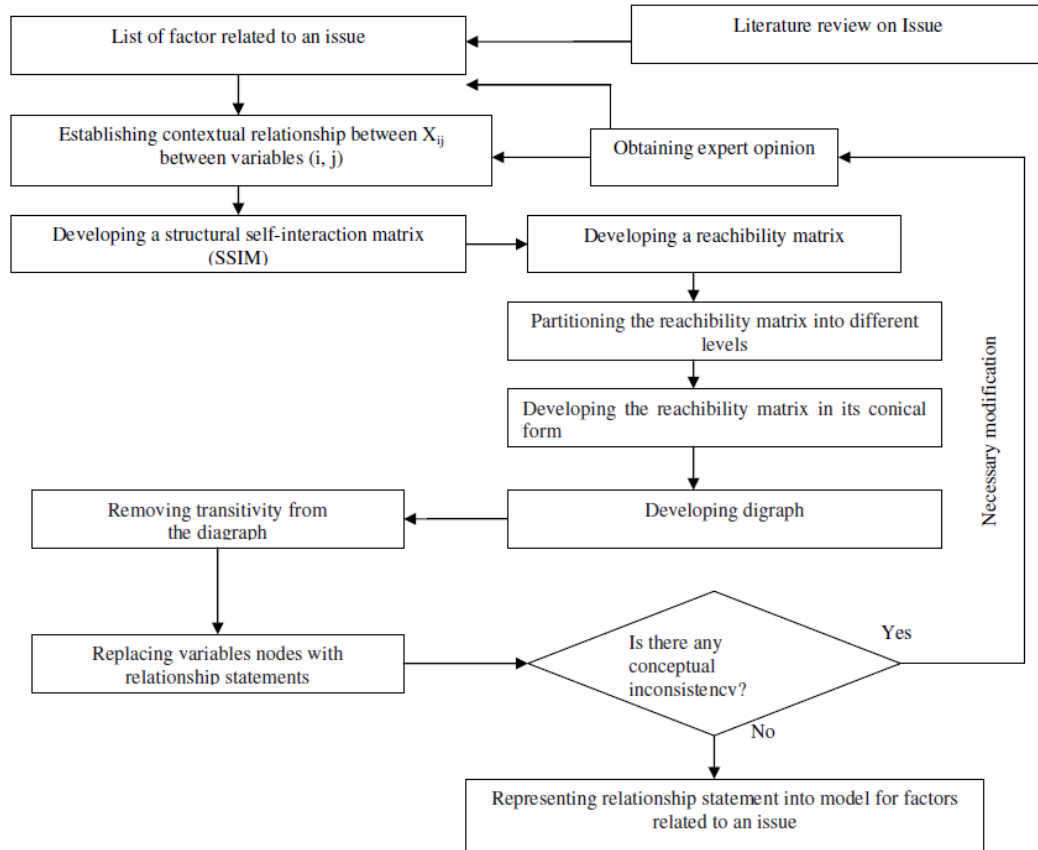 List of factor related to an issue
Literature review on Issue
Establishing contextual relationship between Xij
between variables (i, j)
Obtaining expert opinion
Developing a structural self-interaction matrix
(SSIM)
Developing a reachibility matrix
Partitioning the reachibility matrix into different
levels
Developing the reachibility matrix in its conical
form
Necessary modification
Removing transitivity from
the diagraph
Developing digraph
Replacing variables nodes with
relationship statements
Is there any
conceptual
inconsistency?
Yes
No
Representing relationship statement into model for factors
related to an issue